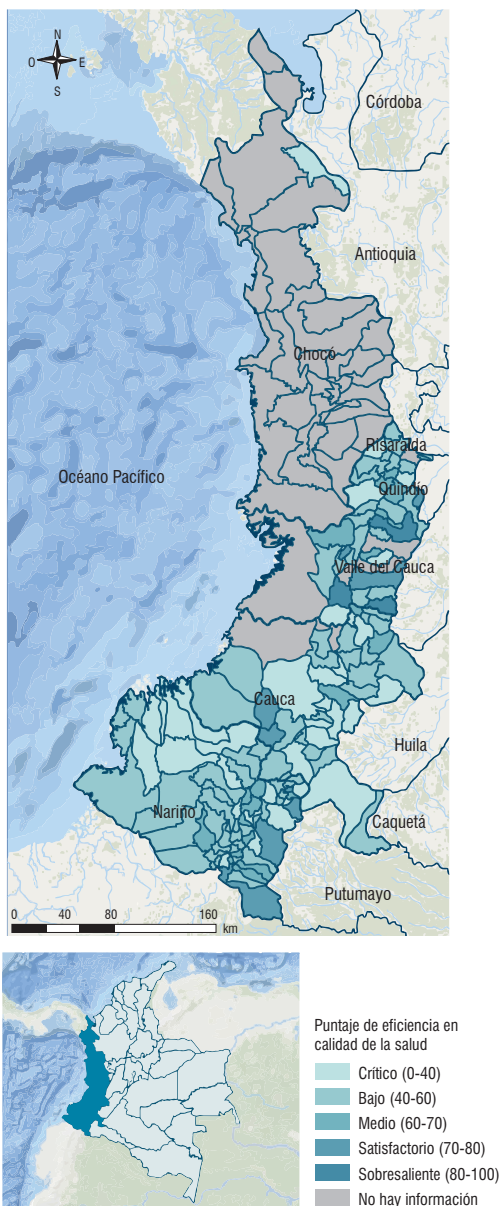 N
O E
S
Córdoba
Antioquia
Chocó
Risaralda
Océano Pacífico
Quindío
Valle del Cauca
Cauca
Huila
Nariño
Caquetá
Putumayo
0 40 80 160
km
Puntaje de eficiencia en
calidad de la salud
Crítico (0-40)
Bajo (40-60)
Medio (60-70)
Satisfactorio (70-80)
Sobresaliente (80-100)
No hay información